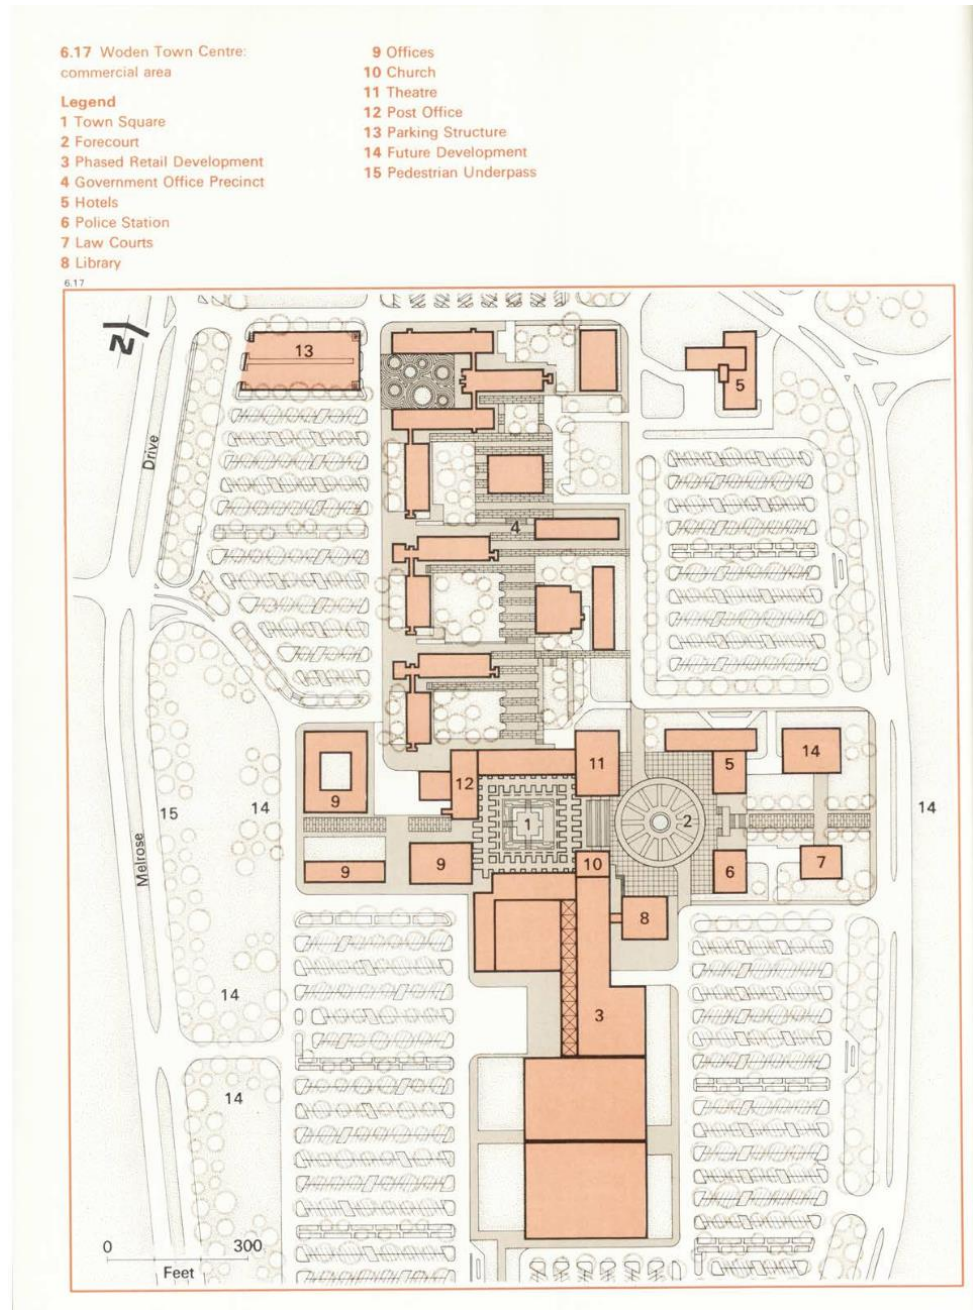 6.17 Woden Town Centre:
commercial area
Legend
1 Town Square
2 Forecourt
3 Phased Retail Development
4 Government Office Precinct
5 Hotels
6 Police Station
7 Law Courts
8 Library
9 Offices
10 Church
11 Theatre
12 Post Office
13 Parking Structure
14 Future Development
15 Pedestrian Underpass
6.17
13
5
Drive
4
11
5
14
12
9
15
14
1
2
14
Melrose
9
9
10
6
7
8
14
3
14
0
300
Feet